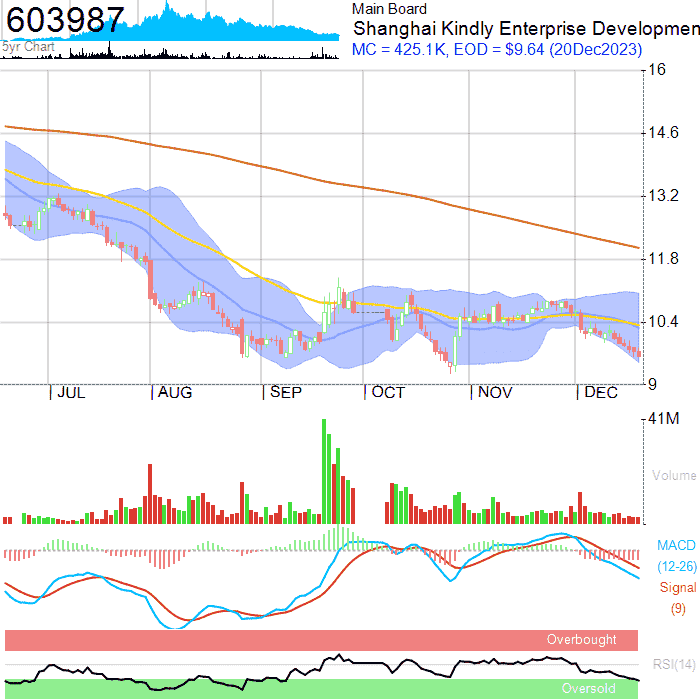 603987
5yr Chart
Main Board
Shanghai Kindly Enterprise Developmen
MC = 425.1K, EOD = $9.64 (20Dec2023)
16
14.6
13.2
11.8
10.4
9
JUL
AUG
SEP
OCT
NOV
DEC
41M
Volume
MACD
(12-26)
Signal
(9)
Overbought
RSI(14)
Oversold